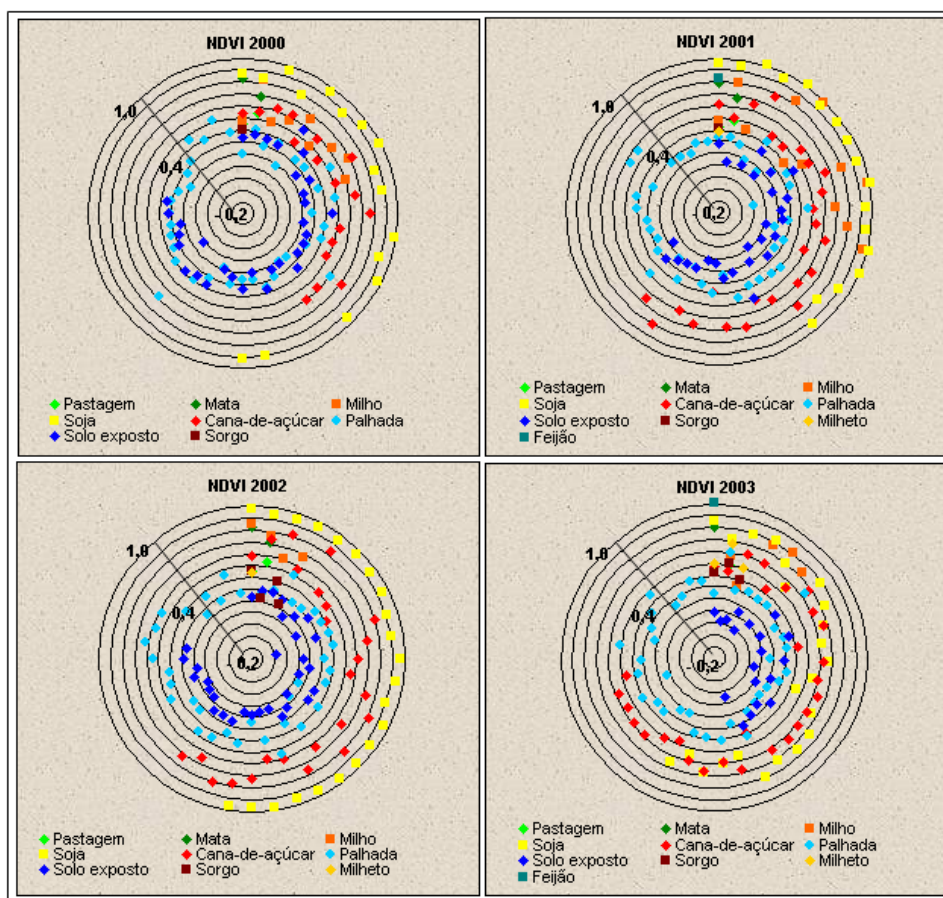 NDVI 2000
1,0
0,4
- 0,2
Pastagem Mata Milho
Soja Cana-de-açúcar Palhada
Solo exposto Sorgo
NDVI 2001
1,0
0,4
- 0,2
Pastagem Mata Milho
Soja Cana-de-açúcar Palhada
Solo exposto Sorgo Milheto
Feijão
NDVI 2002
1,0
0,4
- 0,2
Pastagem Mata Milho
Soja Cana-de-açúcar Palhada
Solo exposto Sorgo Milheto
NDVI 2003
1,0
0,4
- 0,2
Pastagem Mata Milho
Soja Cana-de-açúcar Palhada
Solo exposto Sorgo Milheto
Feijão